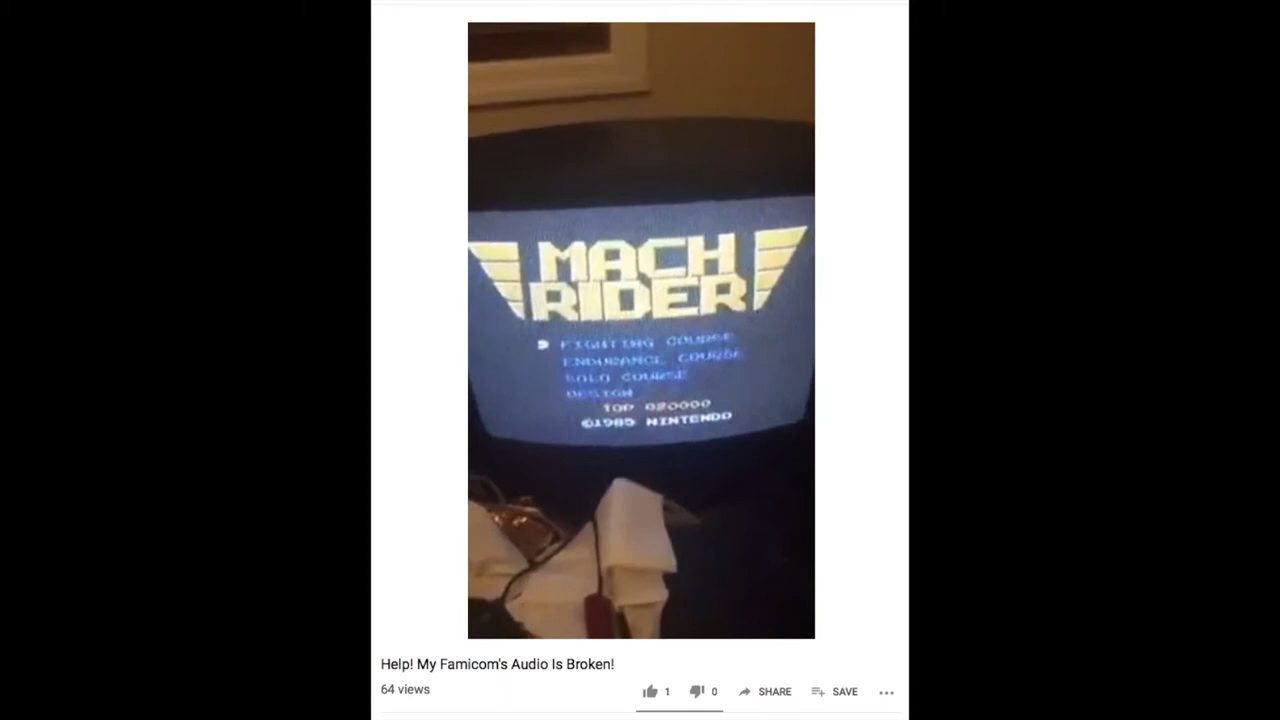 MACH
RIDER
FIGHTING COURSE
ENDURANCE COURSE
SOLO COURSE
DESIGN
TOP 020000
©1985 NINTENDO
Help! My Famicom's Audio Is Broken!
64 views
1
0
SHARE
SAVE